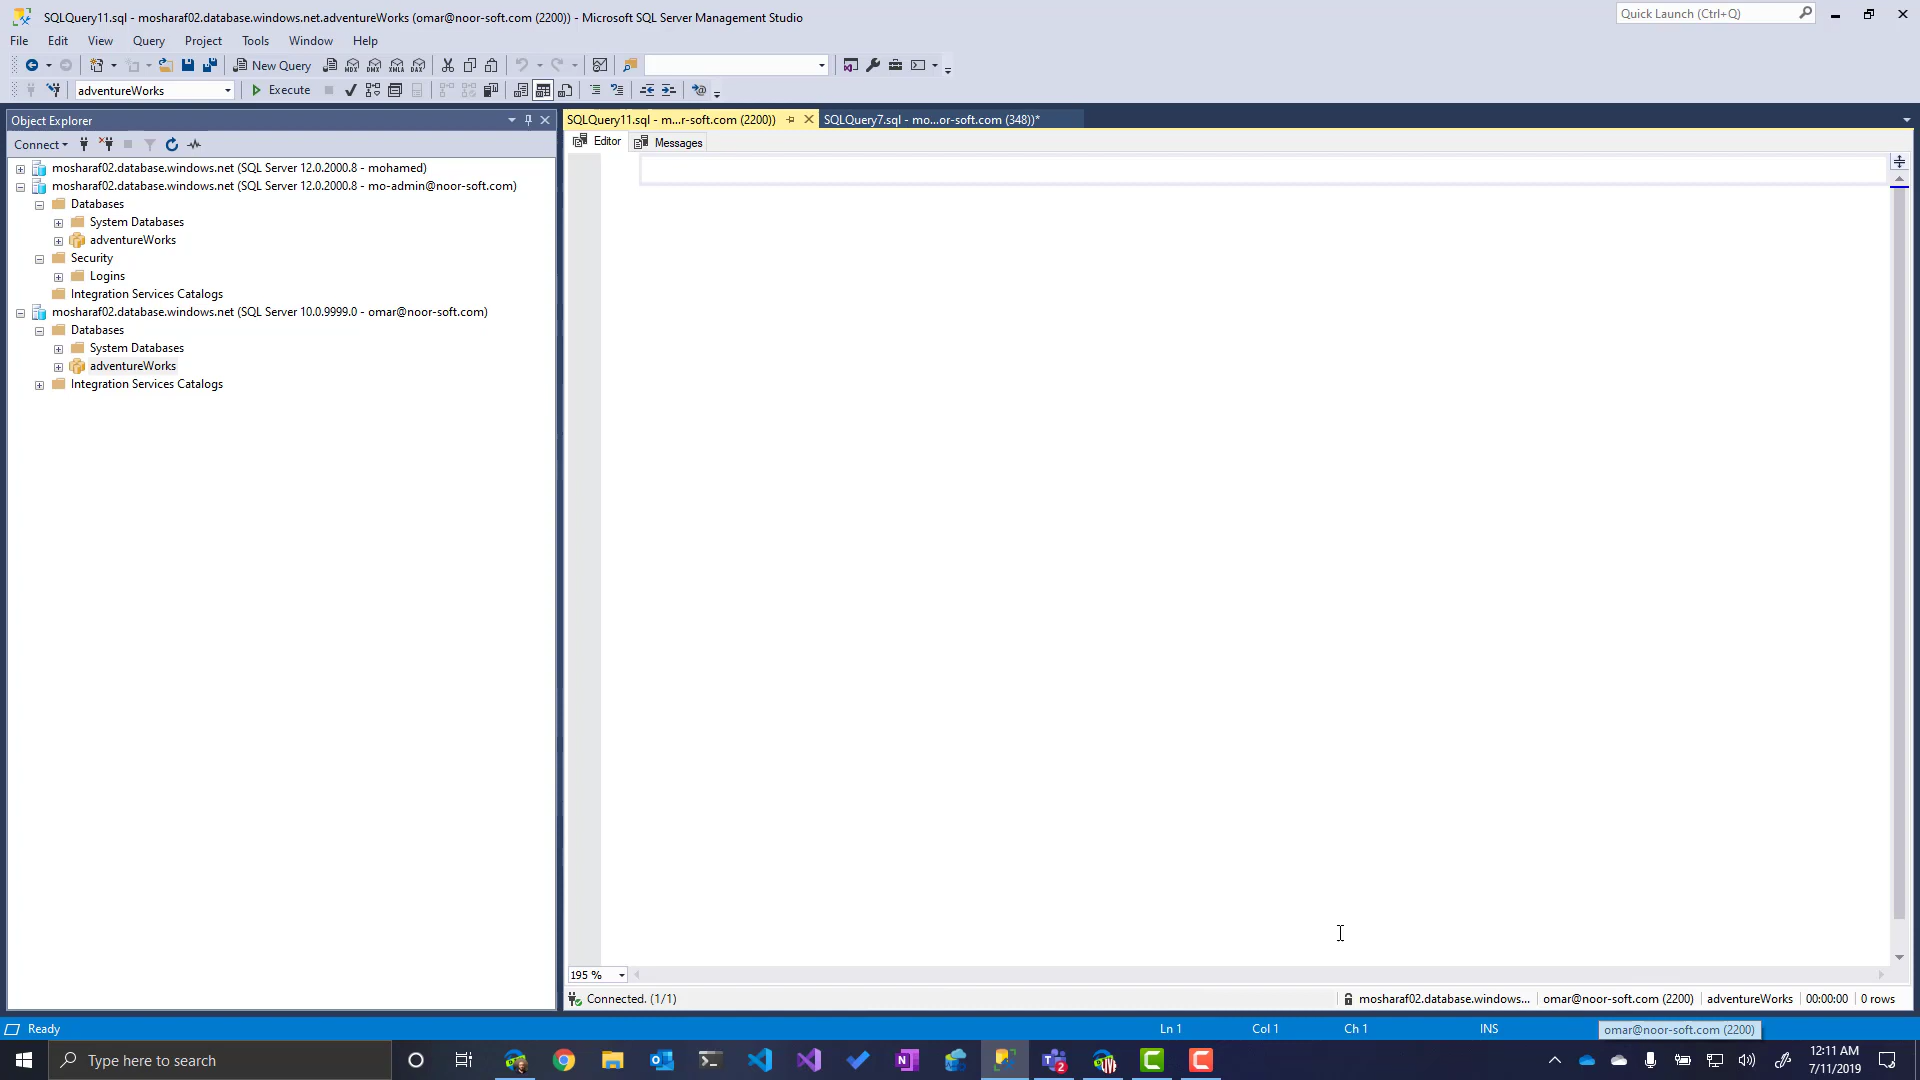 SQLQuery11.sql - mosharaf02.database.windows.net.adventureWorks (omar@noor-soft.com (2200)) - Microsoft SQL Server Management Studio
Quick Launch (Ctrl+Q)
File Edit View Query Project Tools Window Help
New Query
adventureWorks
Execute
Object Explorer
SQLQuery11.sql - m...r-soft.com (2200))
SQLQuery7.sql - mo...or-soft.com (348))*
Connect
Editor
Messages
mosharaf02.database.windows.net (SQL Server 12.0.2000.8 - mohamed)
mosharaf02.database.windows.net (SQL Server 12.0.2000.8 - mo-admin@noor-soft.com)
Databases
System Databases
adventureWorks
Security
Logins
Integration Services Catalogs
mosharaf02.database.windows.net (SQL Server 10.0.9999.0 - omar@noor-soft.com)
Databases
System Databases
adventureWorks
Integration Services Catalogs
195 %
Connected. (1/1)
mosharaf02.database.windows...
omar@noor-soft.com (2200)
adventureWorks
00:00:00
0 rows
Ready
Ln 1
Col 1
Ch 1
INS
omar@noor-soft.com (2200)
Type here to search
2
12:11 AM
7/11/2019